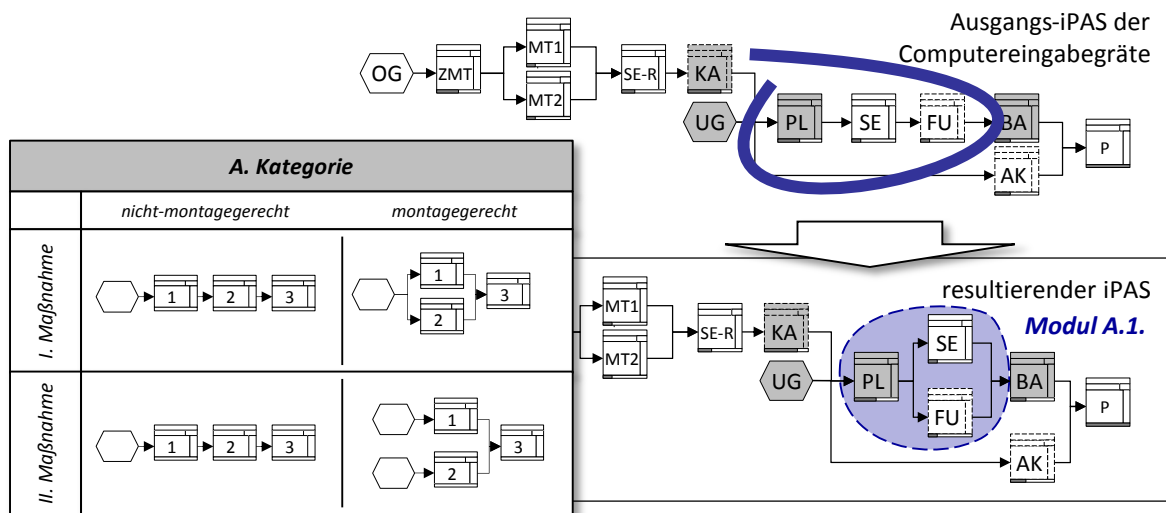 Ausgangs-iPAS der
Computereingabegräte
OG
ZMT
MT1
MT2
SE-R
KA
UG
PL
SE
FU
BA
AK
P
A. Kategorie
nicht-montagegerecht
montagegerecht
I. Maßnahme
1
2
3
1
2
3
II. Maßnahme
1
2
3
1
2
3
resultierender iPAS
Modul A.1.
MT1
MT2
SE-R
KA
UG
PL
SE
FU
BA
AK
P